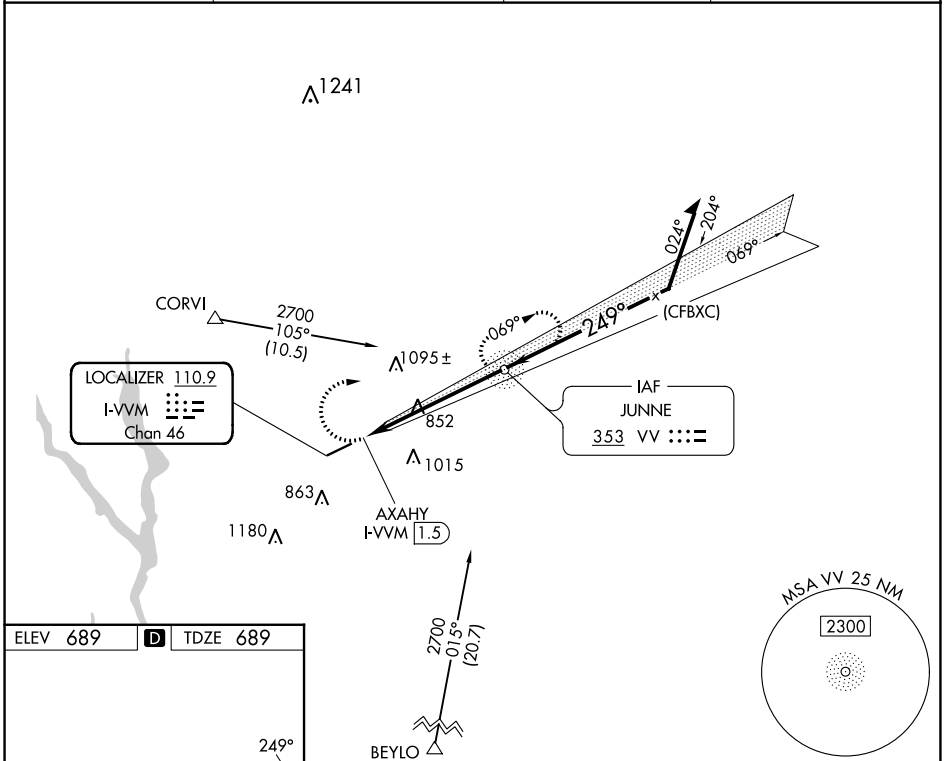 1241
024°
204°
069°
CORVI
2700
105°
(10.5)
069°
249°
(CFBXC)
1095±
LOCALIZER 110.9
I-VVM
Chan 46
852
IAF
JUNNE
353 VV
1015
863
AXAHY
I-VVM 1.5
1180
MSA VV 25 NM
2300
ELEV 689 D TDZE 689
2700
015°
(20.7)
249°
BEYLO